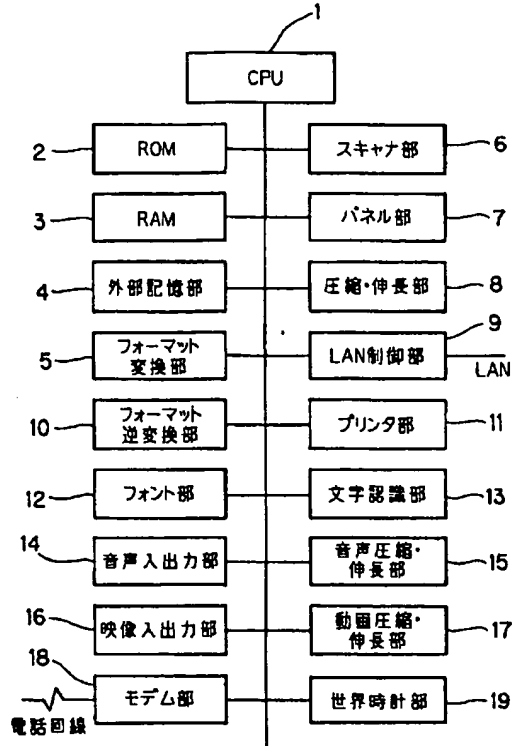 1
CPU
2
ROM
スキャナ部
6
3
RAM
パネル部
7
4
外部記憶部
圧縮・伸長部
8
5
フォーマット
変換部
LAN制御部
9
LAN
10
フォーマット
逆変換部
プリンタ部
11
12
フォント部
文字認識部
13
14
音声入出力部
音声圧縮・
伸長部
15
16
映像入出力部
動画圧縮・
伸長部
17
18
モデム部
電話回線
世界時計部
19